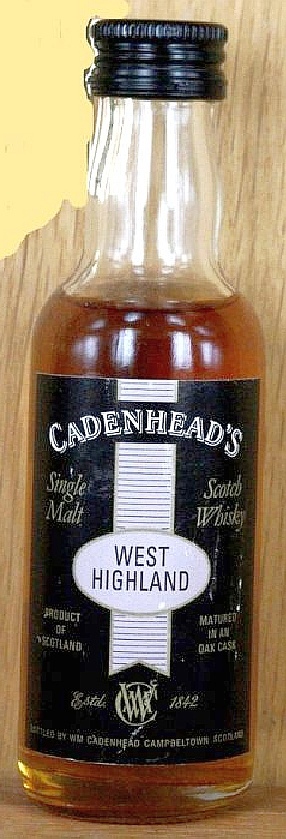 CADENHEAD'S
Single
Malt
Scotch
Whisky
WEST
HIGHLAND
PRODUCT
OF
SCOTLAND
MATURED
IN AN
OAK CASK
Estd. 1842
BOTTLED BY WM CADENHEAD CAMPBELTOWN SCOTLAND